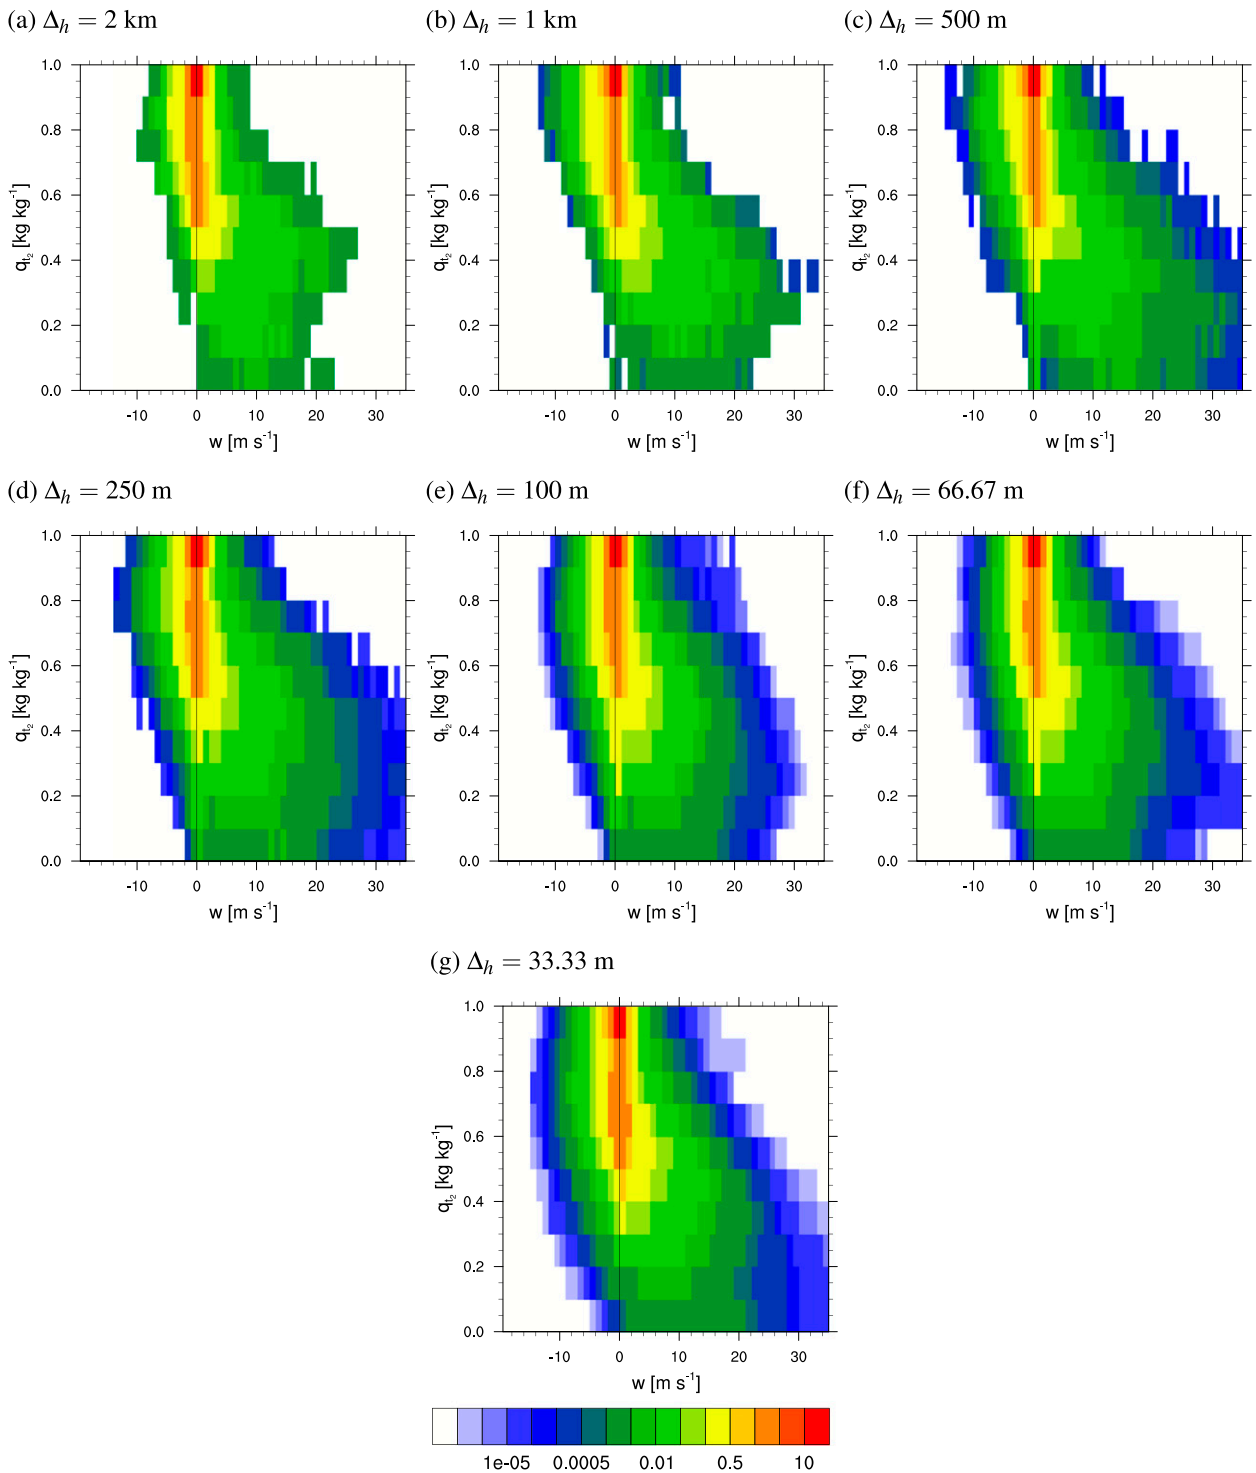 (a) Δh = 2 km
(b) Δh = 1 km
(c) Δh = 500 m
1.0
0.8
0.6
0.4
0.2
0.0
qt2 [kg kg-1]
-10 0 10 20 30
w [m s-1]
1.0
0.8
0.6
0.4
0.2
0.0
qt2 [kg kg-1]
-10 0 10 20 30
w [m s-1]
1.0
0.8
0.6
0.4
0.2
0.0
qt2 [kg kg-1]
-10 0 10 20 30
w [m s-1]
(d) Δh = 250 m
(e) Δh = 100 m
(f) Δh = 66.67 m
1.0
0.8
0.6
0.4
0.2
0.0
qt2 [kg kg-1]
-10 0 10 20 30
w [m s-1]
1.0
0.8
0.6
0.4
0.2
0.0
qt2 [kg kg-1]
-10 0 10 20 30
w [m s-1]
1.0
0.8
0.6
0.4
0.2
0.0
qt2 [kg kg-1]
-10 0 10 20 30
w [m s-1]
(g) Δh = 33.33 m
1.0
0.8
0.6
0.4
0.2
0.0
qt2 [kg kg-1]
-10 0 10 20 30
w [m s-1]
1e-05 0.0005 0.01 0.5 10